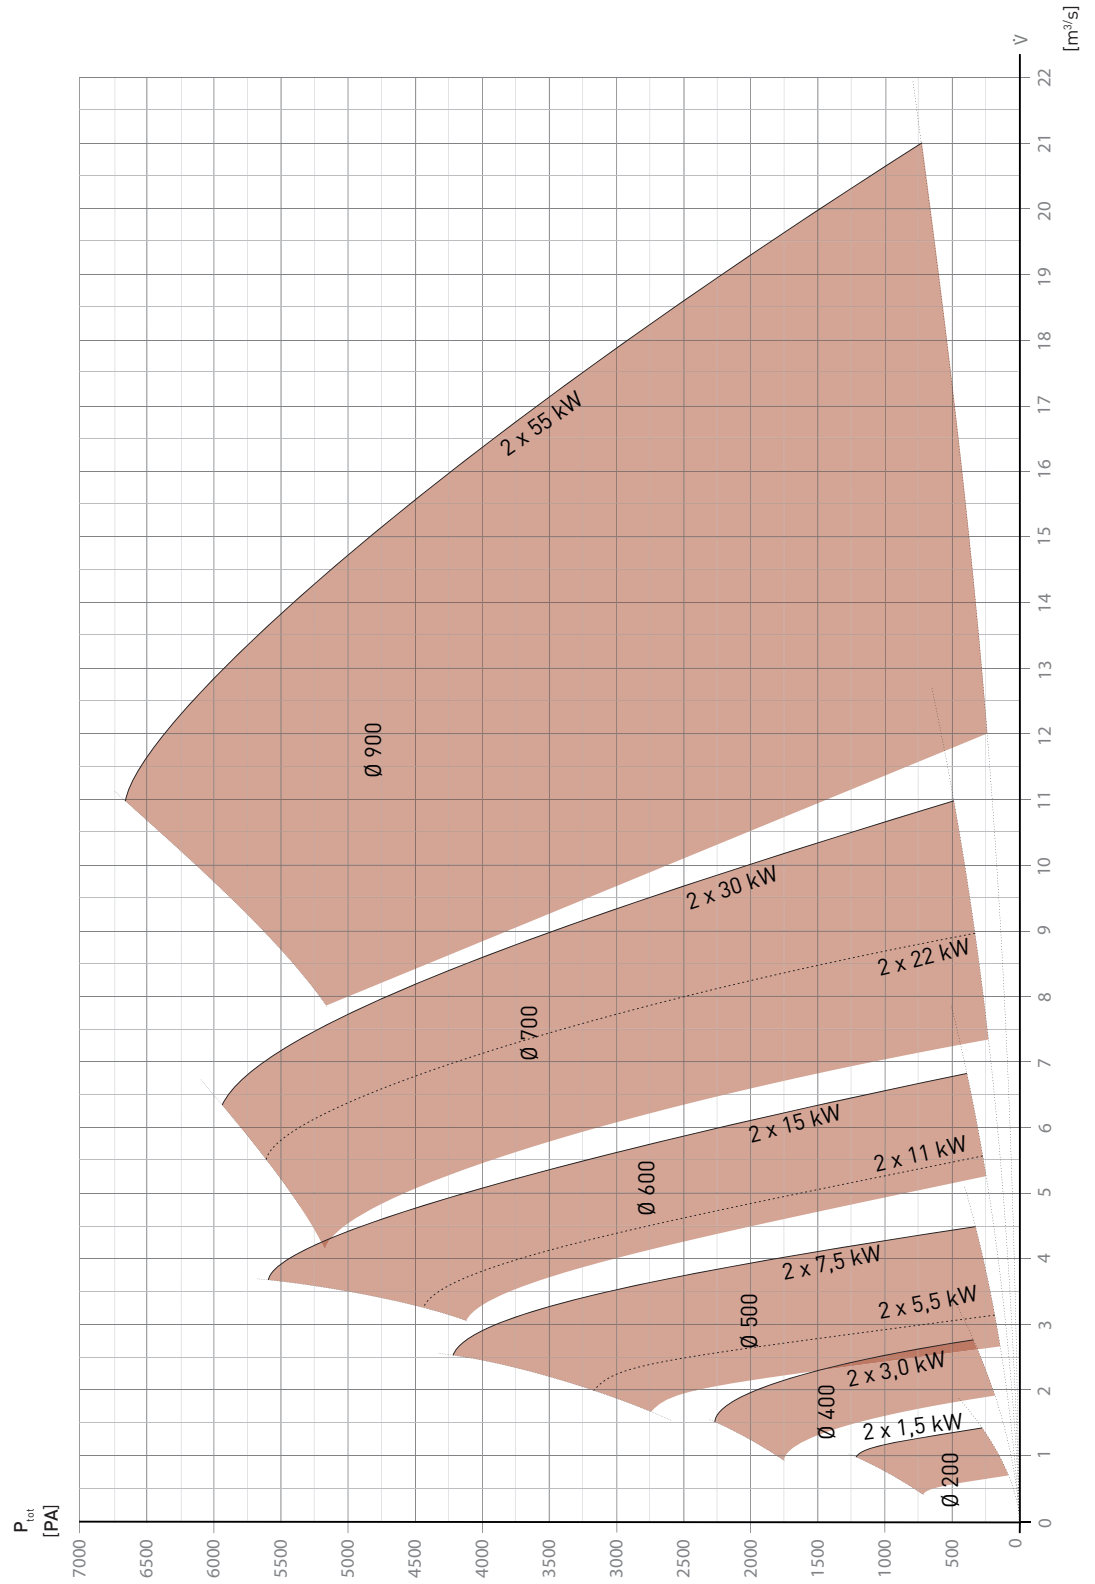 P tot
[PA]
7000
6500
6000
5500
5000
4500
4000
3500
3000
2500
2000
1500
1000
500
0
Ø 200
2 x 1,5 kW
Ø 400
2 x 3,0 kW
Ø 500
2 x 5,5 kW
2 x 7,5 kW
Ø 600
2 x 11 kW
2 x 15 kW
Ø 700
2 x 22 kW
2 x 30 kW
Ø 900
2 x 55 kW
0
1
2
3
4
5
6
7
8
9
10
11
12
13
14
15
16
17
18
19
20
21
22
V̇
[m³/s]